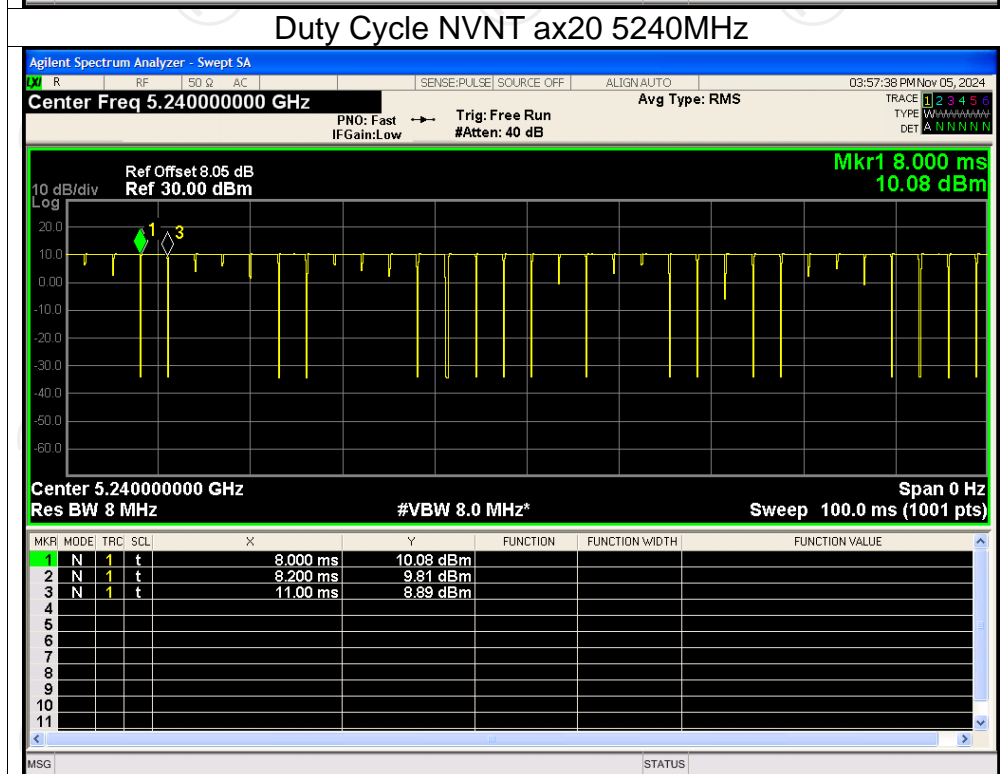 Duty Cycle NVNT ax20 5240MHz
Agilent Spectrum Analyzer - Swept SA
LXI R RF 50 Ω AC SENSE:PULSE SOURCE OFF ALIGN AUTO 03:57:38 PM Nov 05, 2024
Center Freq 5.240000000 GHz Avg Type: RMS TRACE 1 2 3 4 5 6
PNO: Fast Trig: Free Run TYPE WWWWWW
IFGain:Low #Atten: 40 dB DET A N N N N N
Mkr1 8.000 ms
Ref Offset 8.05 dB
10 dB/div Ref 30.00 dBm 10.08 dBm
Log
20.0
1 3
10.0
0.00
-10.0
-20.0
-30.0
-40.0
-50.0
-60.0
Center 5.240000000 GHz Span 0 Hz
Res BW 8 MHz #VBW 8.0 MHz* Sweep 100.0 ms (1001 pts)
MKR MODE TRC SCL X Y FUNCTION FUNCTION WIDTH FUNCTION VALUE
1 N 1 t 8.000 ms 10.08 dBm
2 N 1 t 8.200 ms 9.81 dBm
3 N 1 t 11.00 ms 8.89 dBm
4
5
6
7
8
9
10
11
MSG STATUS